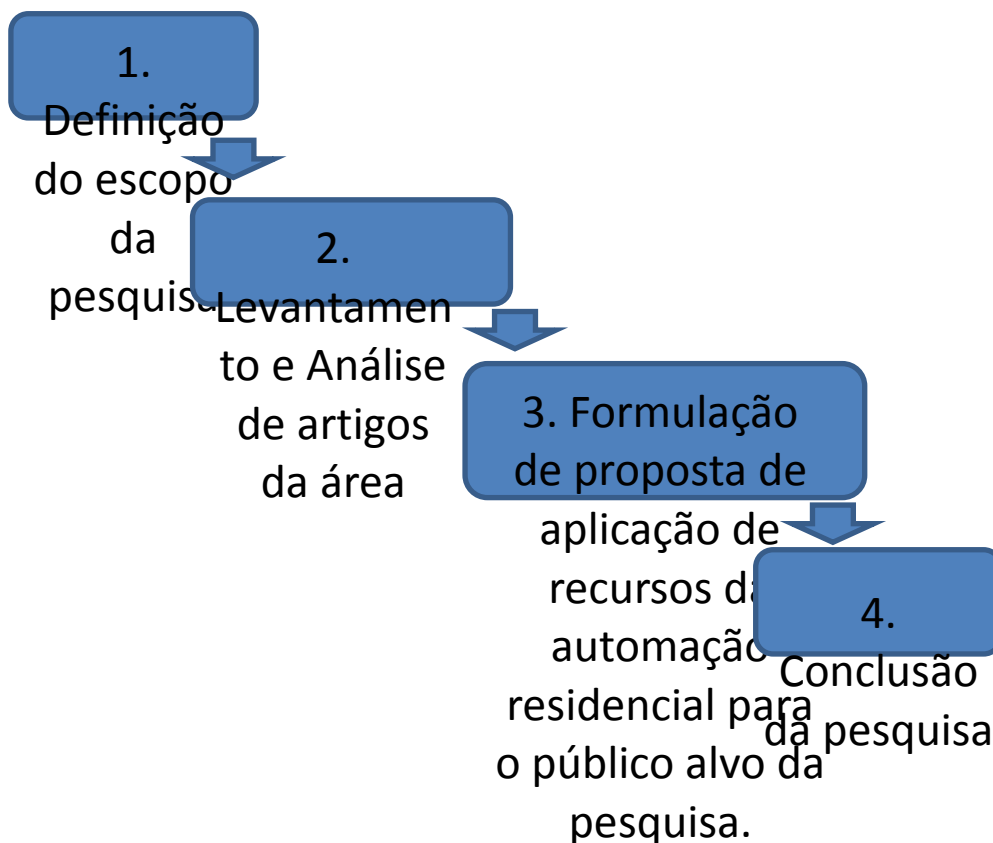 1.
Definição
do escopo
da
pesquisa
2.
Levantamen
to e Análise
de artigos
da área
3. Formulação
de proposta de
aplicação de
recursos da
automação
residencial para
o público alvo da
pesquisa.
4.
Conclusão
da pesquisa